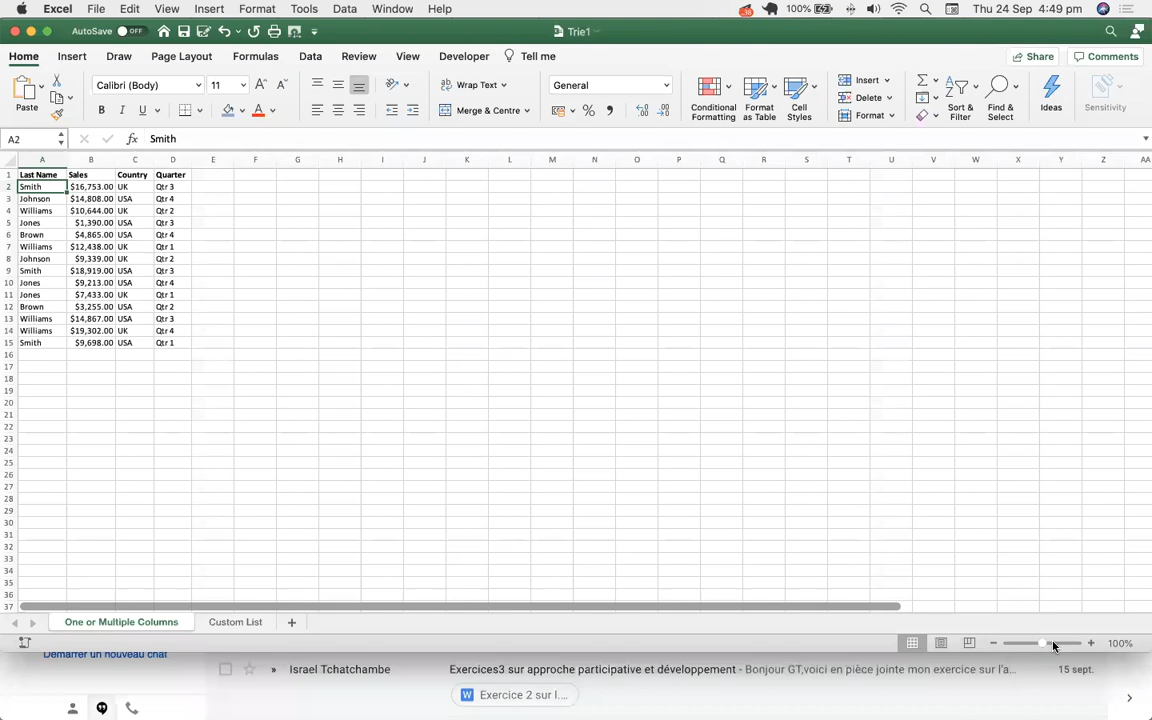 Excel File Edit View Insert Format Tools Data Window Help 100% Thu 24 Sep 4:49 pm
AutoSave OFF Trie1
Home Insert Draw Page Layout Formulas Data Review View Developer Tell me Share Comments
Paste Calibri (Body) 11 Wrap Text General Conditional Formatting Format as Table Cell Styles Insert Sort & Filter Find & Select Ideas Sensitivity
Delete
B I U Merge & Centre Format
A2 fx Smith
A B C D E F G H I J K L M N O P Q R S T U V W X Y Z AA
1 Last Name Sales Country Quarter
2 Smith $16,753.00 UK Qtr 3
3 Johnson $14,808.00 USA Qtr 4
4 Williams $10,644.00 UK Qtr 2
5 Jones $1,390.00 USA Qtr 3
6 Brown $4,865.00 USA Qtr 4
7 Williams $12,438.00 UK Qtr 1
8 Johnson $9,339.00 UK Qtr 2
9 Smith $18,919.00 USA Qtr 3
10 Jones $9,213.00 USA Qtr 4
11 Jones $7,433.00 UK Qtr 1
12 Brown $3,255.00 USA Qtr 2
13 Williams $14,867.00 USA Qtr 3
14 Williams $19,302.00 UK Qtr 4
15 Smith $9,698.00 USA Qtr 1
16
17
18
19
20
21
22
23
24
25
26
27
28
29
30
31
32
33
34
35
36
37
One or Multiple Columns Custom List
100%
Démarrer un nouveau chat
Israel Tchatchambe Exercices3 sur approche participative et développement - Bonjour GT,voici en pièce jointe mon exercice sur l'a... 15 sept.
W Exercice 2 sur l....